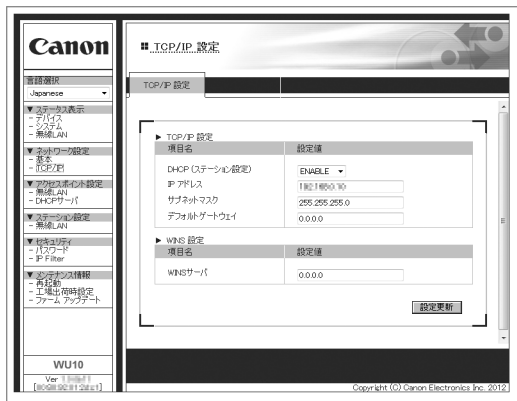 Canon
言語選択
Japanese
▼ ステータス表示
- デバイス
- システム
- 無線LAN
▼ ネットワーク設定
- 基本
- TCP/IP
▼ アクセスポイント設定
- 無線LAN
- DHCPサーバ
▼ ステーション設定
- 無線LAN
▼ セキュリティ
- パスワード
- IP Filter
▼ メンテナンス情報
- 再起動
- 工場出荷時設定
- ファーム アップデート
WU10
Ver
TCP/IP 設定
TCP/IP 設定
► TCP/IP 設定
項目名 設定値
DHCP (ステーション設定) ENABLE
IP アドレス
サブネットマスク 255.255.255.0
デフォルトゲートウェイ 0.0.0.0
► WINS 設定
項目名 設定値
WINSサーバ 0.0.0.0
設定更新
Copyright (C) Canon Electronics Inc. 2012